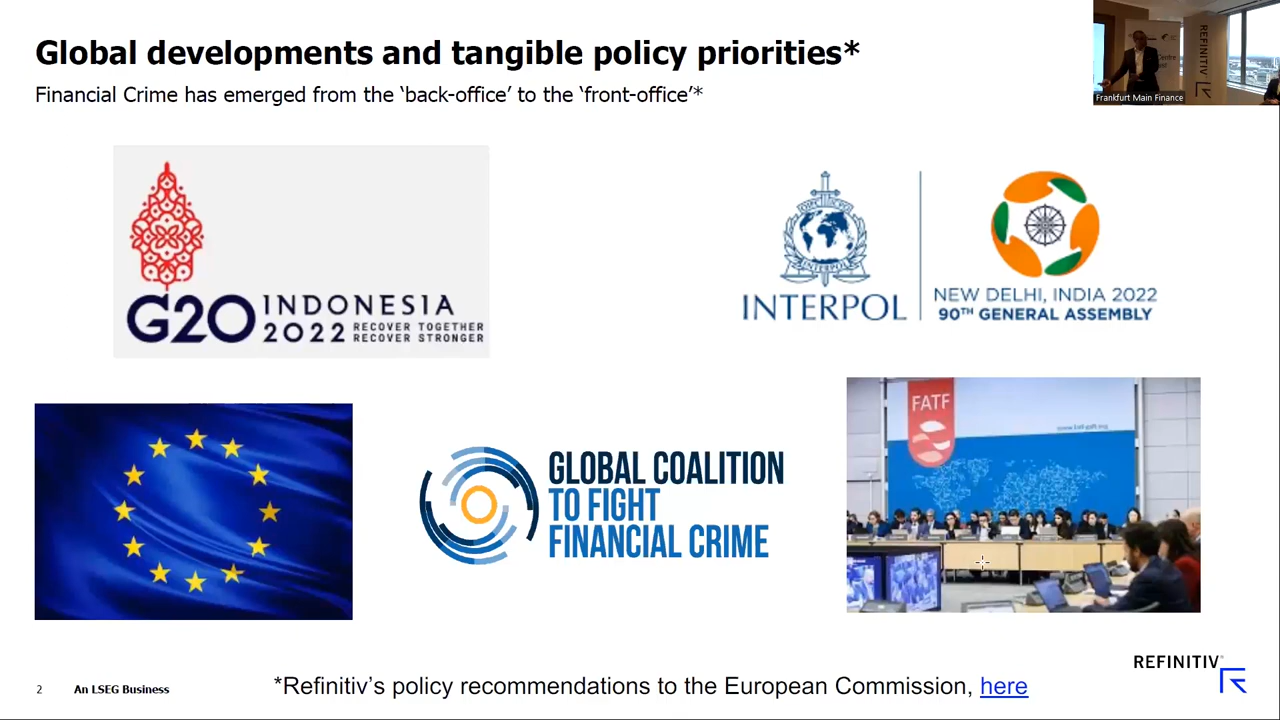 Global developments and tangible policy priorities*
Financial Crime has emerged from the ‘back-office’ to the ‘front-office’*
REFINITIV
Frankfurt Main Finance
G20 INDONESIA
2022 RECOVER TOGETHER
RECOVER STRONGER
INTERPOL
INTERPOL
NEW DELHI, INDIA 2022
90TH GENERAL ASSEMBLY
GLOBAL COALITION
TO FIGHT
FINANCIAL CRIME
FATF
REFINITIV
2 An LSEG Business
*Refinitiv’s policy recommendations to the European Commission, here